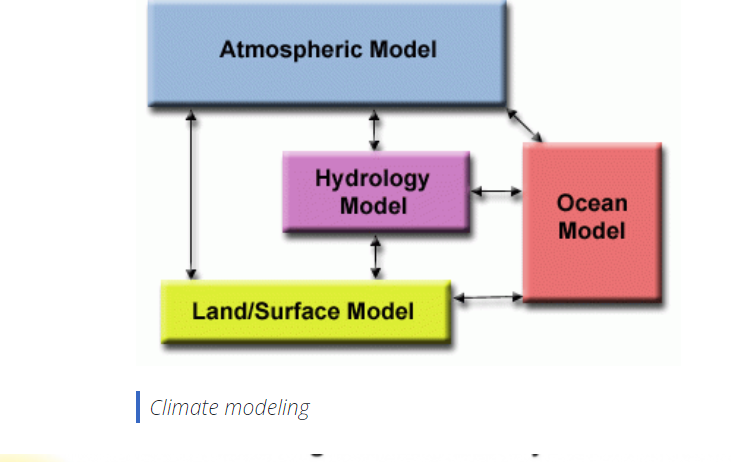 Atmospheric Model
Hydrology
Model
Ocean
Model
Land/Surface Model
Climate modeling